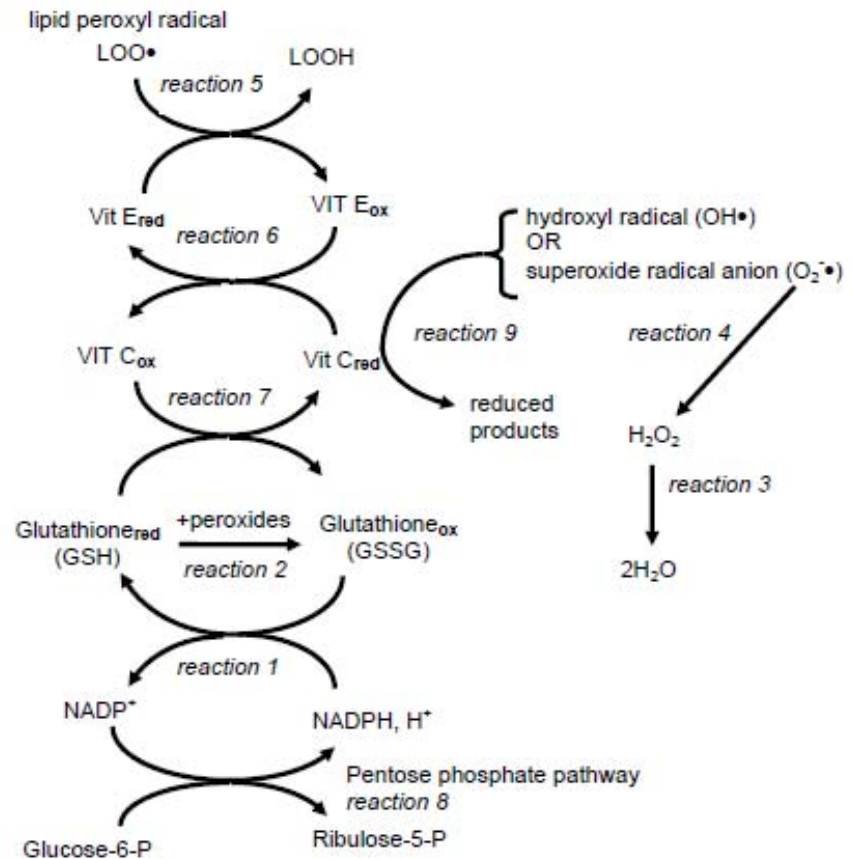 lipid peroxyl radical
LOO• LOOH
reaction 5
Vit Ered VIT Eox
reaction 6
hydroxyl radical (OH•)
OR
superoxide radical anion (O₂⁻•)
VIT Cox Vit Cred
reaction 9 reaction 4
reaction 7
reduced
products
H₂O₂
reaction 3
Glutathionered +peroxides Glutathioneox
(GSH) reaction 2 (GSSG)
2H₂O
reaction 1
NADP⁺ NADPH, H⁺
Pentose phosphate pathway
reaction 8
Glucose-6-P Ribulose-5-P